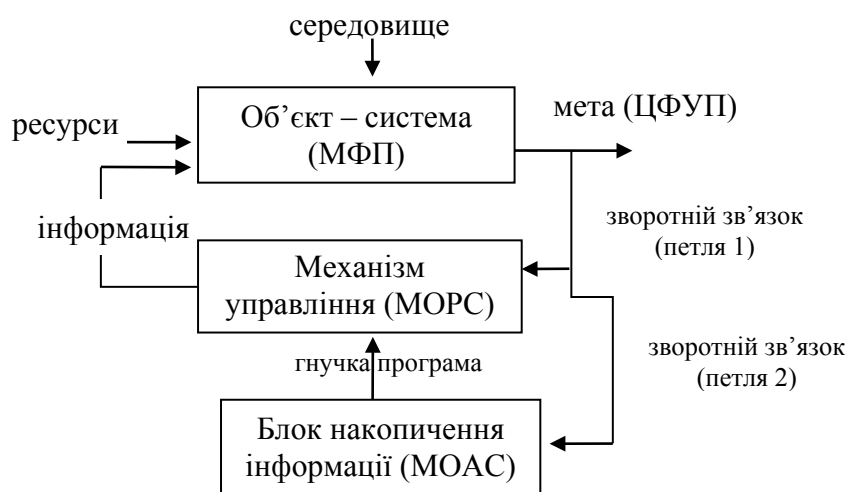 середовище
Об’єкт – система
(МФП)
мета (ЦФУП)
ресурси
інформація
зворотній зв’язок
(петля 1)
Механізм
управління (МОРС)
гнучка програма
зворотній зв’язок
(петля 2)
Блок накопичення
інформації (МОАС)